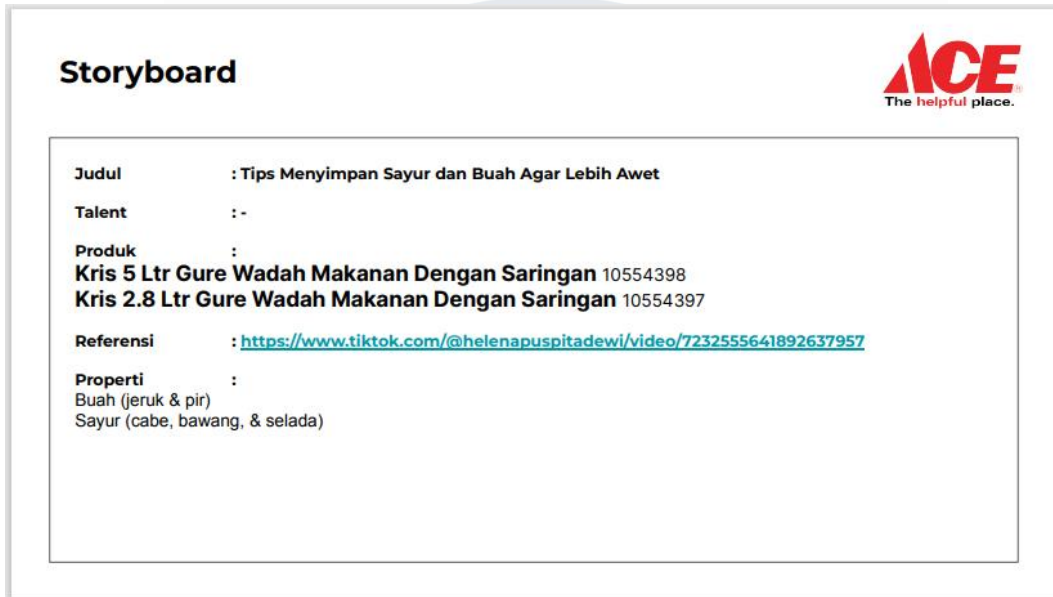 Storyboard
ACE
The helpful place.
Judul : Tips Menyimpan Sayur dan Buah Agar Lebih Awet
Talent : -
Produk :
Kris 5 Ltr Gure Wadah Makanan Dengan Saringan 10554398
Kris 2.8 Ltr Gure Wadah Makanan Dengan Saringan 10554397
Referensi : https://www.tiktok.com/@helenapuspitadewi/video/7232555641892637957
Properti :
Buah (jeruk & pir)
Sayur (cabe, bawang, & selada)